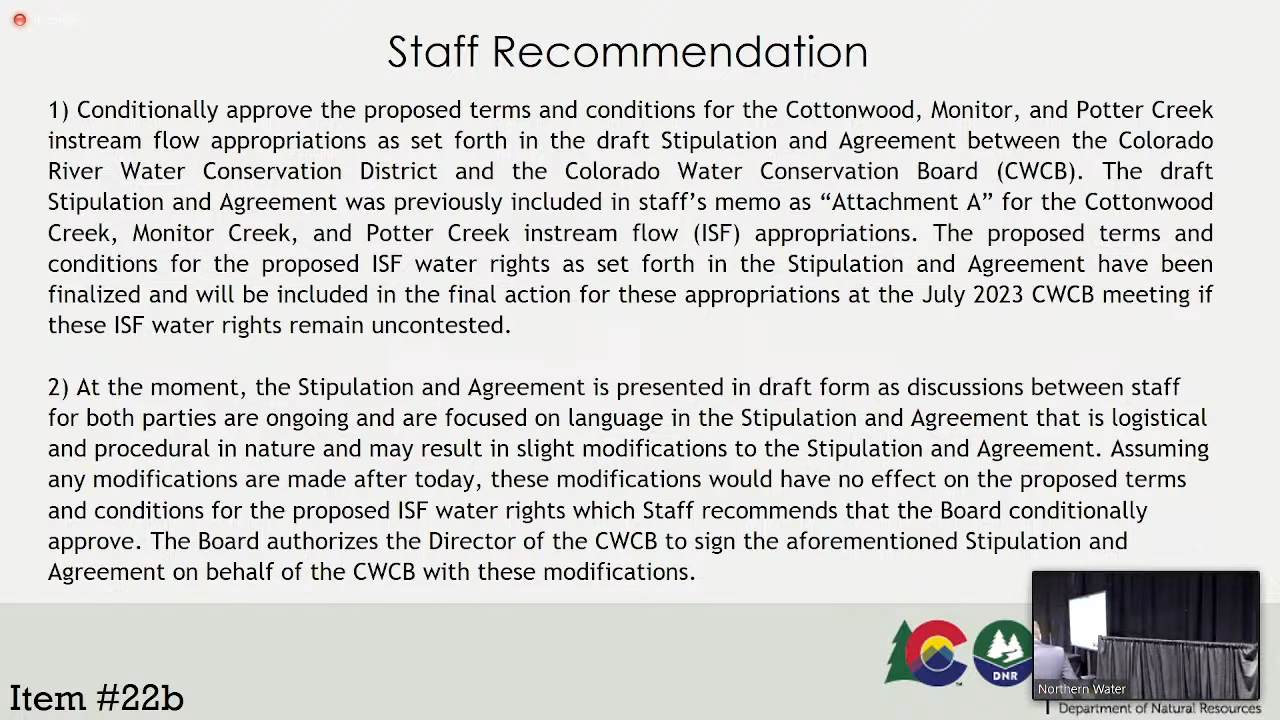 Staff Recommendation
1) Conditionally approve the proposed terms and conditions for the Cottonwood, Monitor, and Potter Creek
instream flow appropriations as set forth in the draft Stipulation and Agreement between the Colorado
River Water Conservation District and the Colorado Water Conservation Board (CWCB). The draft
Stipulation and Agreement was previously included in staff’s memo as “Attachment A” for the Cottonwood
Creek, Monitor Creek, and Potter Creek instream flow (ISF) appropriations. The proposed terms and
conditions for the proposed ISF water rights as set forth in the Stipulation and Agreement have been
finalized and will be included in the final action for these appropriations at the July 2023 CWCB meeting if
these ISF water rights remain uncontested.
2) At the moment, the Stipulation and Agreement is presented in draft form as discussions between staff
for both parties are ongoing and are focused on language in the Stipulation and Agreement that is logistical
and procedural in nature and may result in slight modifications to the Stipulation and Agreement. Assuming
any modifications are made after today, these modifications would have no effect on the proposed terms
and conditions for the proposed ISF water rights which Staff recommends that the Board conditionally
approve. The Board authorizes the Director of the CWCB to sign the aforementioned Stipulation and
Agreement on behalf of the CWCB with these modifications.
DNR
Northern Water
Department of Natural Resources
Item #22b